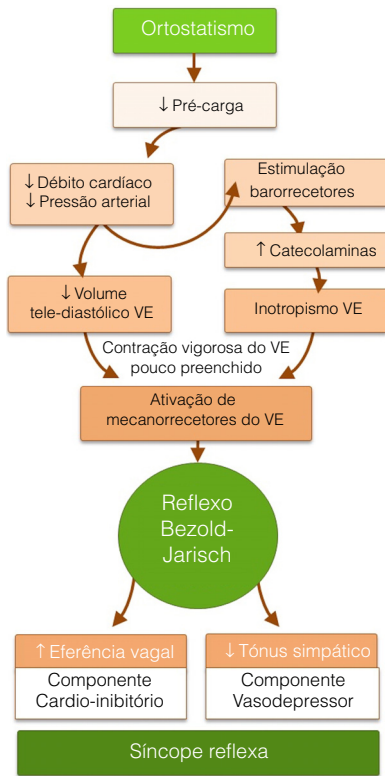 Ortostatismo
↓ Pré-carga
↓ Débito cardíaco
↓ Pressão arterial
Estimulação
barorrecetores
↑ Catecolaminas
↓ Volume
tele-diastólico VE
Inotropismo VE
Contração vigorosa do VE
pouco preenchido
Ativação de
mecanorrecetores do VE
Reflexo
Bezold-
Jarisch
↑ Eferência vagal
Componente
Cardio-inibitório
↓ Tónus simpático
Componente
Vasodepressor
Síncope reflexa